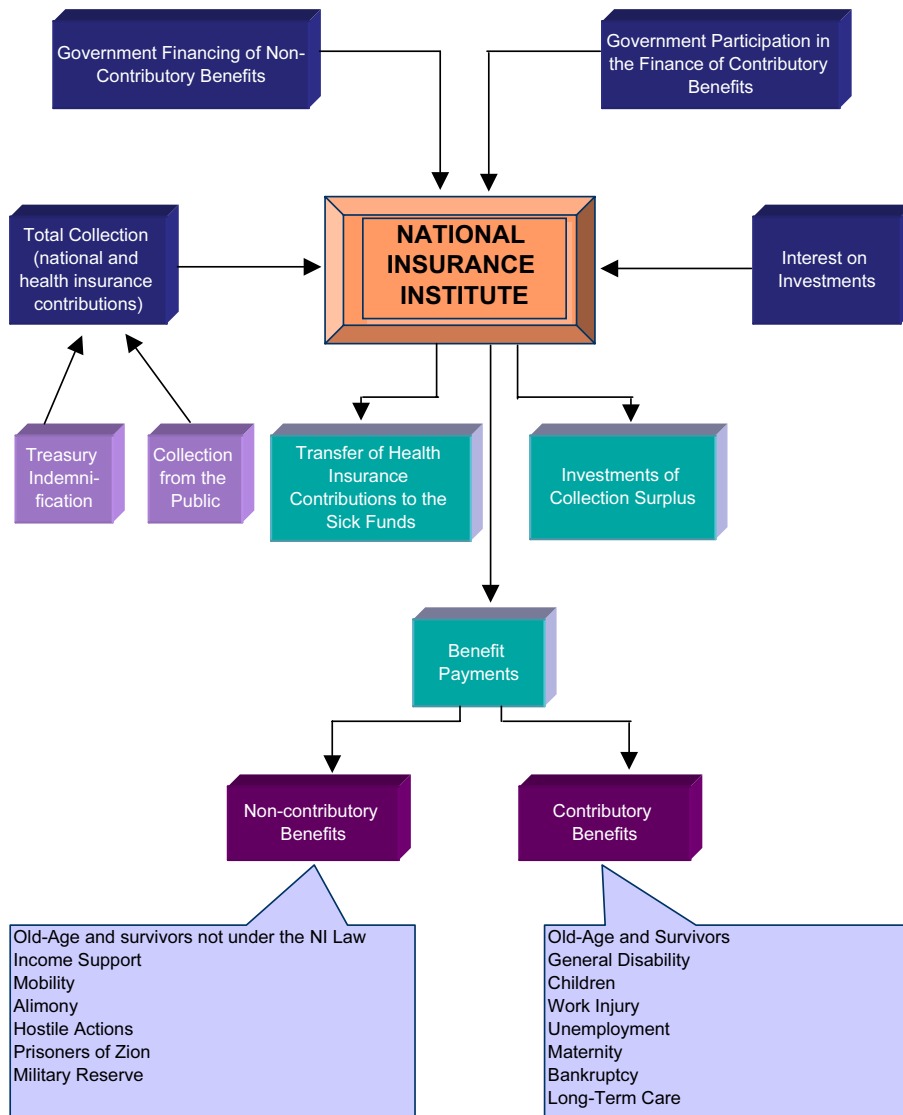 Government Financing of Non-
Contributory Benefits
Government Participation in
the Finance of Contributory
Benefits
Total Collection
(national and
health insurance
contributions)
NATIONAL
INSURANCE
INSTITUTE
Interest on
Investments
Treasury
Indemni-
fication
Collection
from the
Public
Transfer of Health
Insurance
Contributions to the
Sick Funds
Investments of
Collection Surplus
Benefit
Payments
Non-contributory
Benefits
Contributory
Benefits
Old-Age and survivors not under the NI Law
Income Support
Mobility
Alimony
Hostile Actions
Prisoners of Zion
Military Reserve
Old-Age and Survivors
General Disability
Children
Work Injury
Unemployment
Maternity
Bankruptcy
Long-Term Care